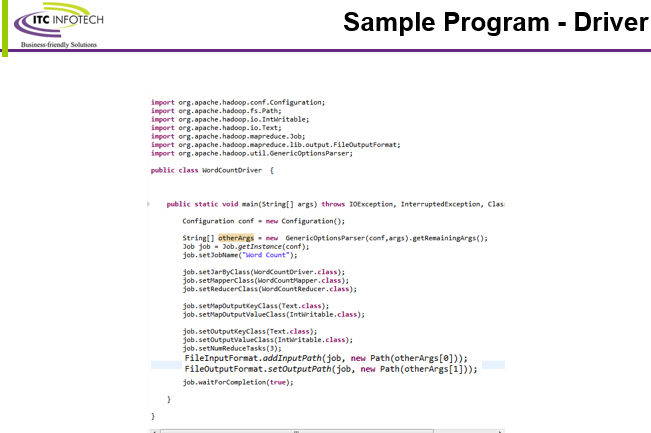 ITC INFOTECH
Business-friendly Solutions
Sample Program - Driver
import org.apache.hadoop.conf.Configuration;
import org.apache.hadoop.fs.Path;
import org.apache.hadoop.io.IntWritable;
import org.apache.hadoop.io.Text;
import org.apache.hadoop.mapreduce.Job;
import org.apache.hadoop.mapreduce.lib.output.FileOutputFormat;
import org.apache.hadoop.util.GenericOptionsParser;
public class WordCountDriver {
public static void main(String[] args) throws IOException, InterruptedException, Clas
Configuration conf = new Configuration();
String[] otherArgs = new GenericOptionsParser(conf,args).getRemainingArgs();
Job job = Job.getInstance(conf);
job.setJobName("Word Count");
job.setJarByClass(WordCountDriver.class);
job.setMapperClass(WordCountMapper.class);
job.setReducerClass(WordCountReducer.class);
job.setMapOutputKeyClass(Text.class);
job.setMapOutputValueClass(IntWritable.class);
job.setOutputKeyClass(Text.class);
job.setOutputValueClass(IntWritable.class);
job.setNumReduceTasks(3);
FileInputFormat.addInputPath(job, new Path(otherArgs[0]));
FileOutputFormat.setOutputPath(job, new Path(otherArgs[1]));
job.waitForCompletion(true);
}
}